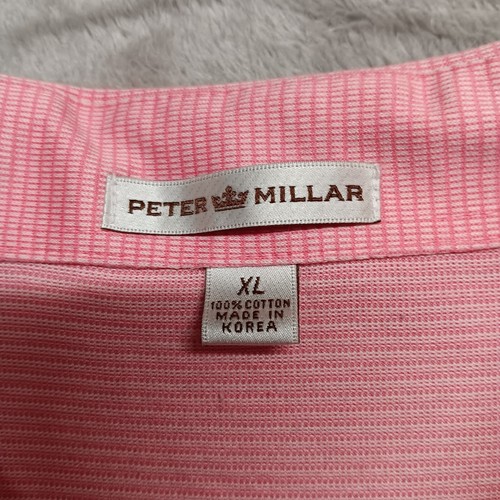 PETER MILLAR
XL
100% COTTON
MADE IN
KOREA